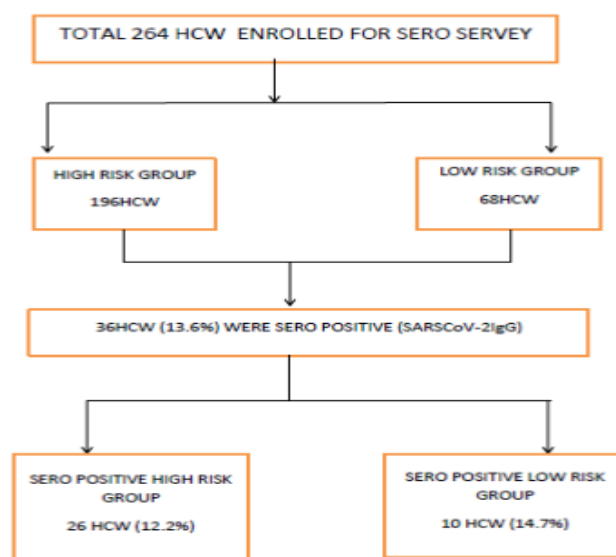 TOTAL 264 HCW ENROLLED FOR SERO SERVEY
HIGH RISK GROUP
196HCW
LOW RISK GROUP
68HCW
36HCW (13.6%) WERE SERO POSITIVE (SARSCoV-2IgG)
SERO POSITIVE HIGH RISK
GROUP
26 HCW (12.2%)
SERO POSITIVE LOW RISK
GROUP
10 HCW (14.7%)